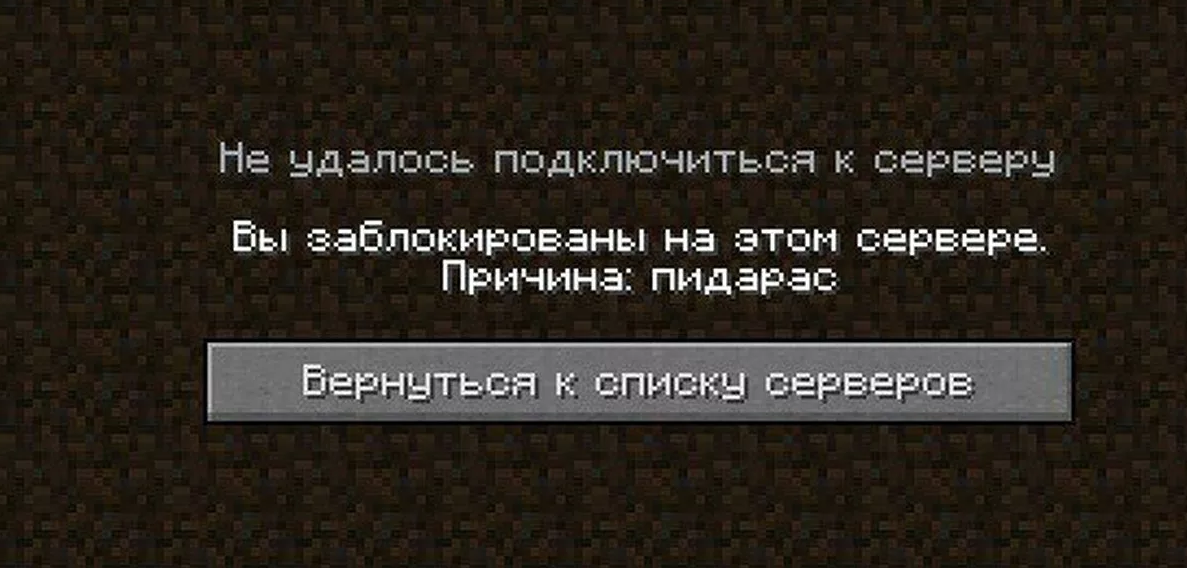 Не удалось подключиться к серверу
Вы заблокированы на этом сервере.
Причина: пидарас
Вернуться к списку серверов